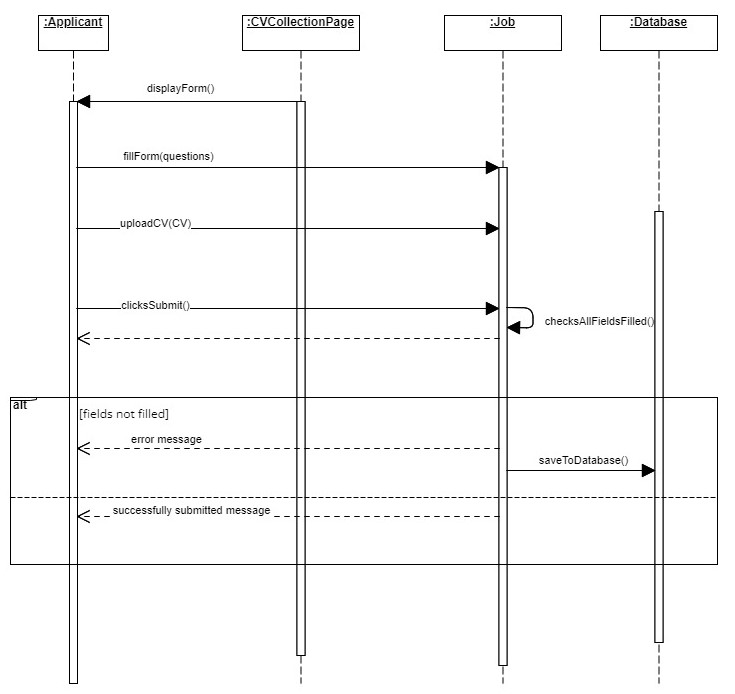 :Applicant
:CVCollectionPage
:Job
:Database
displayForm()
fillForm(questions)
uploadCV(CV)
clicksSubmit()
checksAllFieldsFilled()
alt
[fields not filled]
error message
saveToDatabase()
successfully submitted message